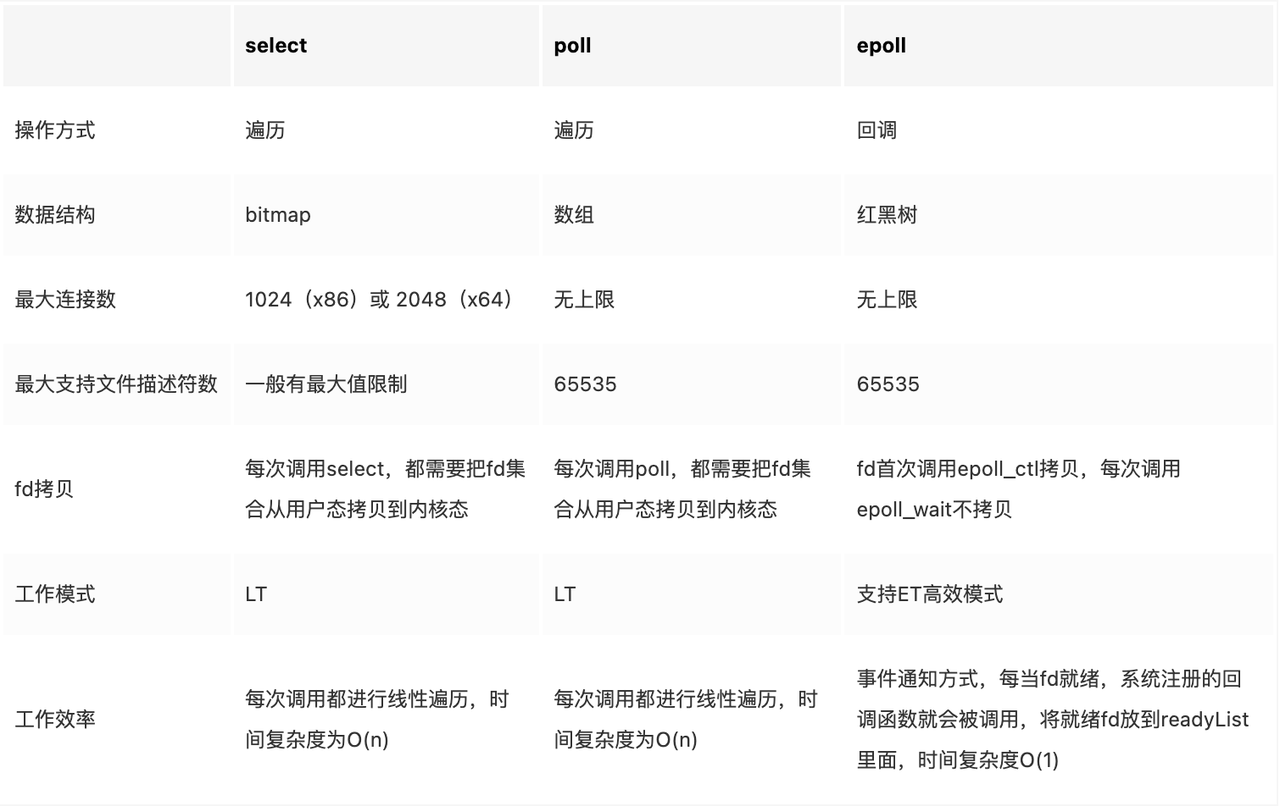 select poll epoll
操作方式 遍历 遍历 回调
数据结构 bitmap 数组 红黑树
最大连接数 1024（x86）或 2048（x64） 无上限 无上限
最大支持文件描述符数 一般有最大值限制 65535 65535
fd拷贝
每次调用select，都需要把fd集
合从用户态拷贝到内核态
每次调用poll，都需要把fd集
合从用户态拷贝到内核态
fd首次调用epoll_ctl拷贝，每次调用
epoll_wait不拷贝
工作模式 LT LT 支持ET高效模式
工作效率
每次调用都进行线性遍历，时
间复杂度为O(n)
每次调用都进行线性遍历，时
间复杂度为O(n)
事件通知方式，每当fd就绪，系统注册的回
调函数就会被调用，将就绪fd放到readyList
里面，时间复杂度O(1)